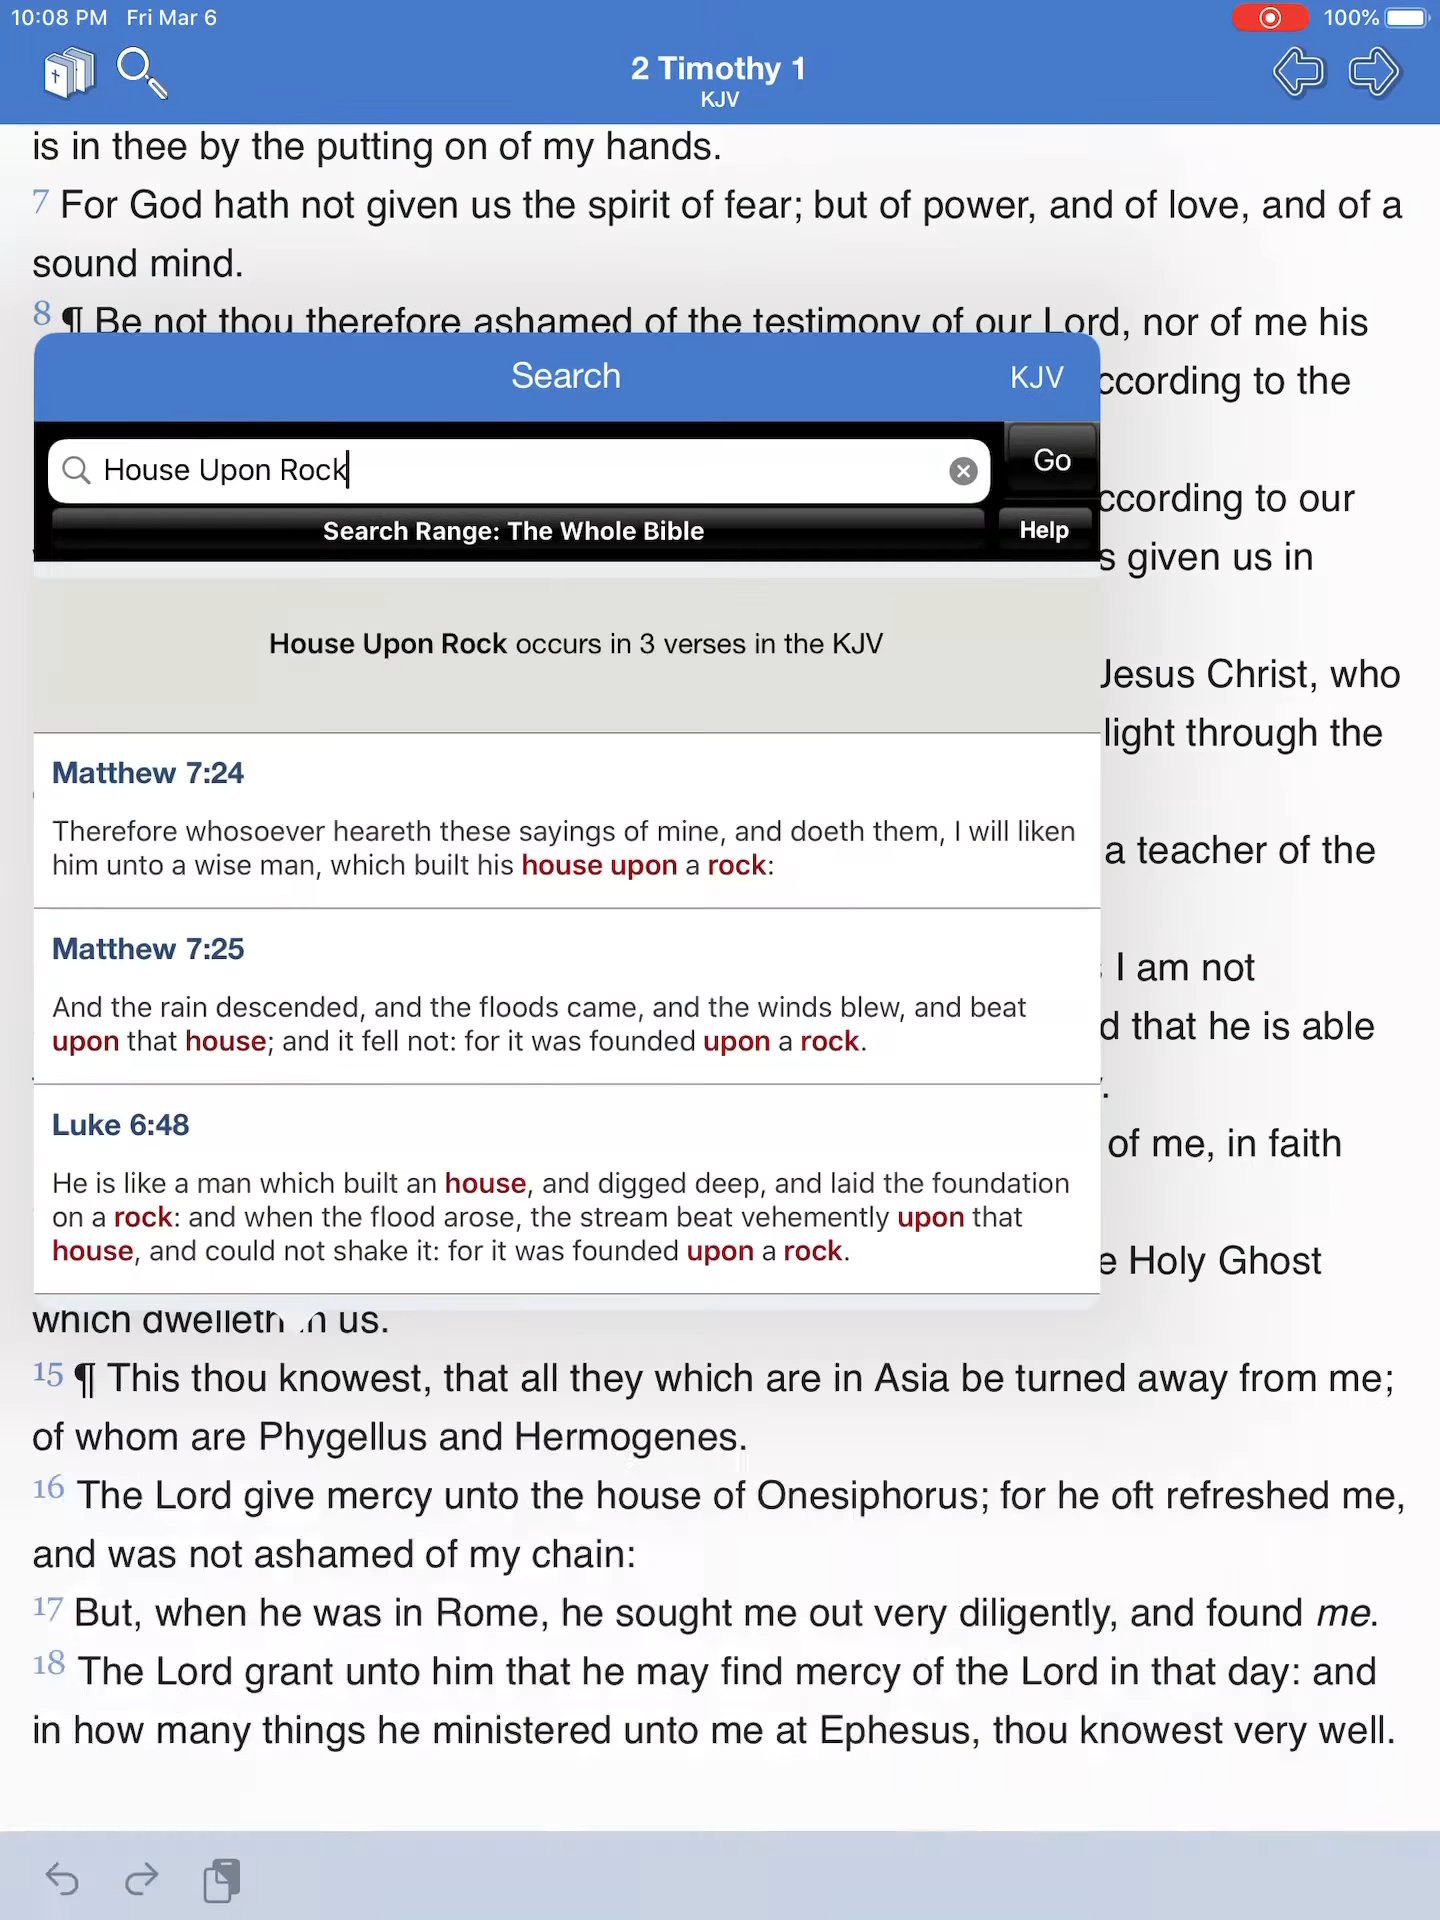 10:08 PM Fri Mar 6
100%
2 Timothy 1
KJV
is in thee by the putting on of my hands.
7 For God hath not given us the spirit of fear; but of power, and of love, and of a
sound mind.
8 ¶ Be not thou therefore ashamed of the testimony of our Lord, nor of me his
ccording to the
Search KJV
House Upon Rock
Go
Search Range: The Whole Bible
Help
ccording to our
s given us in
House Upon Rock occurs in 3 verses in the KJV
Jesus Christ, who
light through the
Matthew 7:24
Therefore whosoever heareth these sayings of mine, and doeth them, I will liken
him unto a wise man, which built his house upon a rock:
a teacher of the
Matthew 7:25
And the rain descended, and the floods came, and the winds blew, and beat
upon that house; and it fell not: for it was founded upon a rock.
I am not
d that he is able
Luke 6:48
He is like a man which built an house, and digged deep, and laid the foundation
on a rock: and when the flood arose, the stream beat vehemently upon that
house, and could not shake it: for it was founded upon a rock.
of me, in faith
e Holy Ghost
which dwelleth in us.
15 ¶ This thou knowest, that all they which are in Asia be turned away from me;
of whom are Phygellus and Hermogenes.
16 The Lord give mercy unto the house of Onesiphorus; for he oft refreshed me,
and was not ashamed of my chain:
17 But, when he was in Rome, he sought me out very diligently, and found me.
18 The Lord grant unto him that he may find mercy of the Lord in that day: and
in how many things he ministered unto me at Ephesus, thou knowest very well.